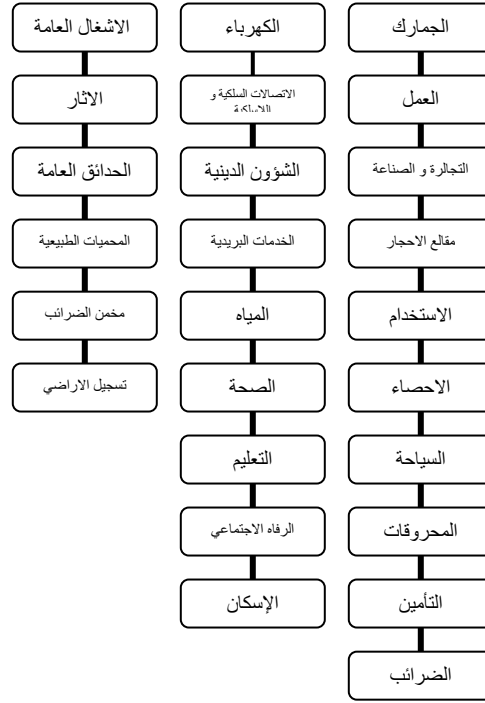 الجمارك
العمل
التجالرة و الصناعة
مقالع الاحجار
الاستخدام
الاحصاء
السياحة
المحروقات
التأمين
الضرائب
الكهرباء
الاتصالات السلكية و
اللاسلكية
الشؤون الدينية
الخدمات البريدية
المياه
الصحة
التعليم
الرفاه الاجتماعي
الإسكان
الاشغال العامة
الاثار
الحدائق العامة
المحميات الطبيعية
مخمن الضرائب
تسجيل الاراضي